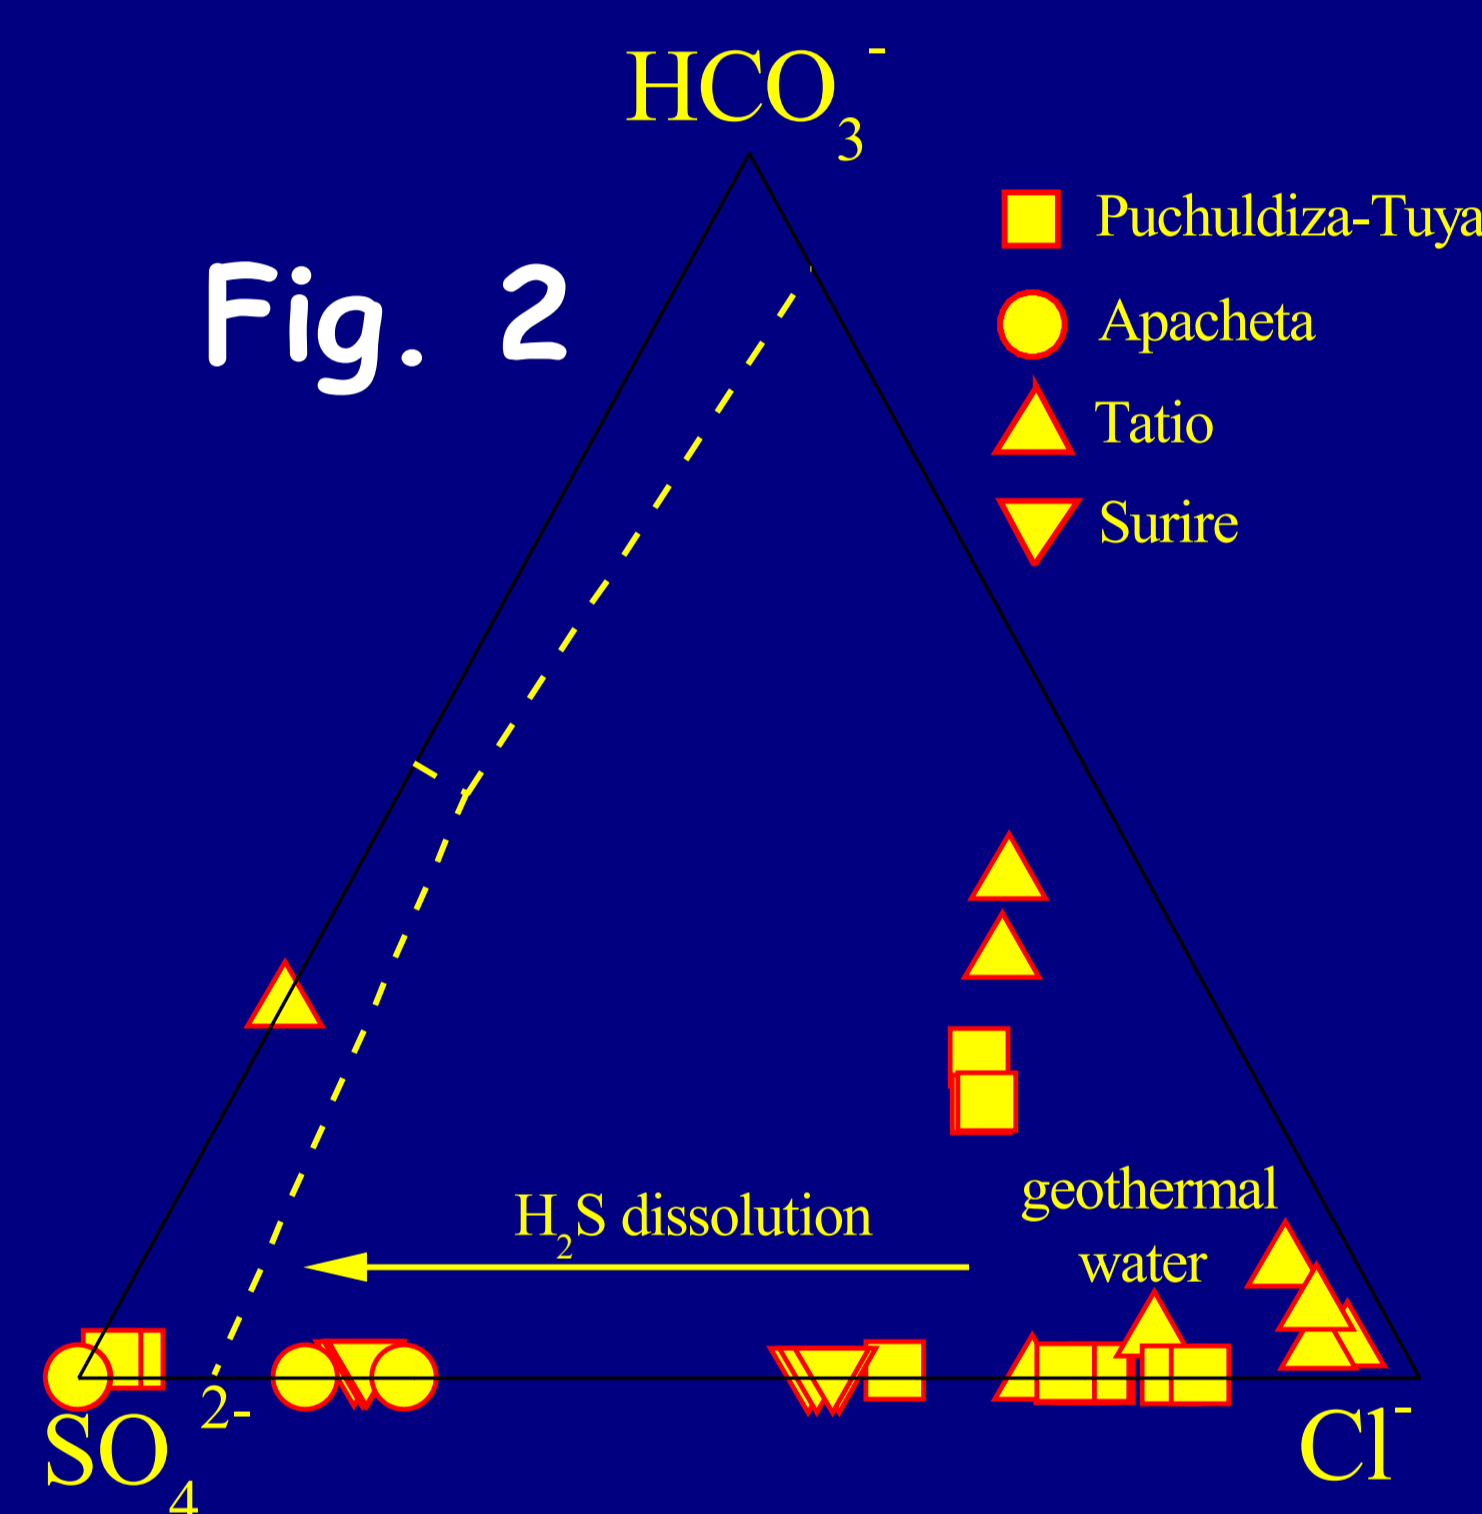 HCO₃⁻
Fig. 2
Puchuldiza-Tuya
Apacheta
Tatio
Surire
geothermal
water
H₂S dissolution
SO₄²⁻
Cl⁻